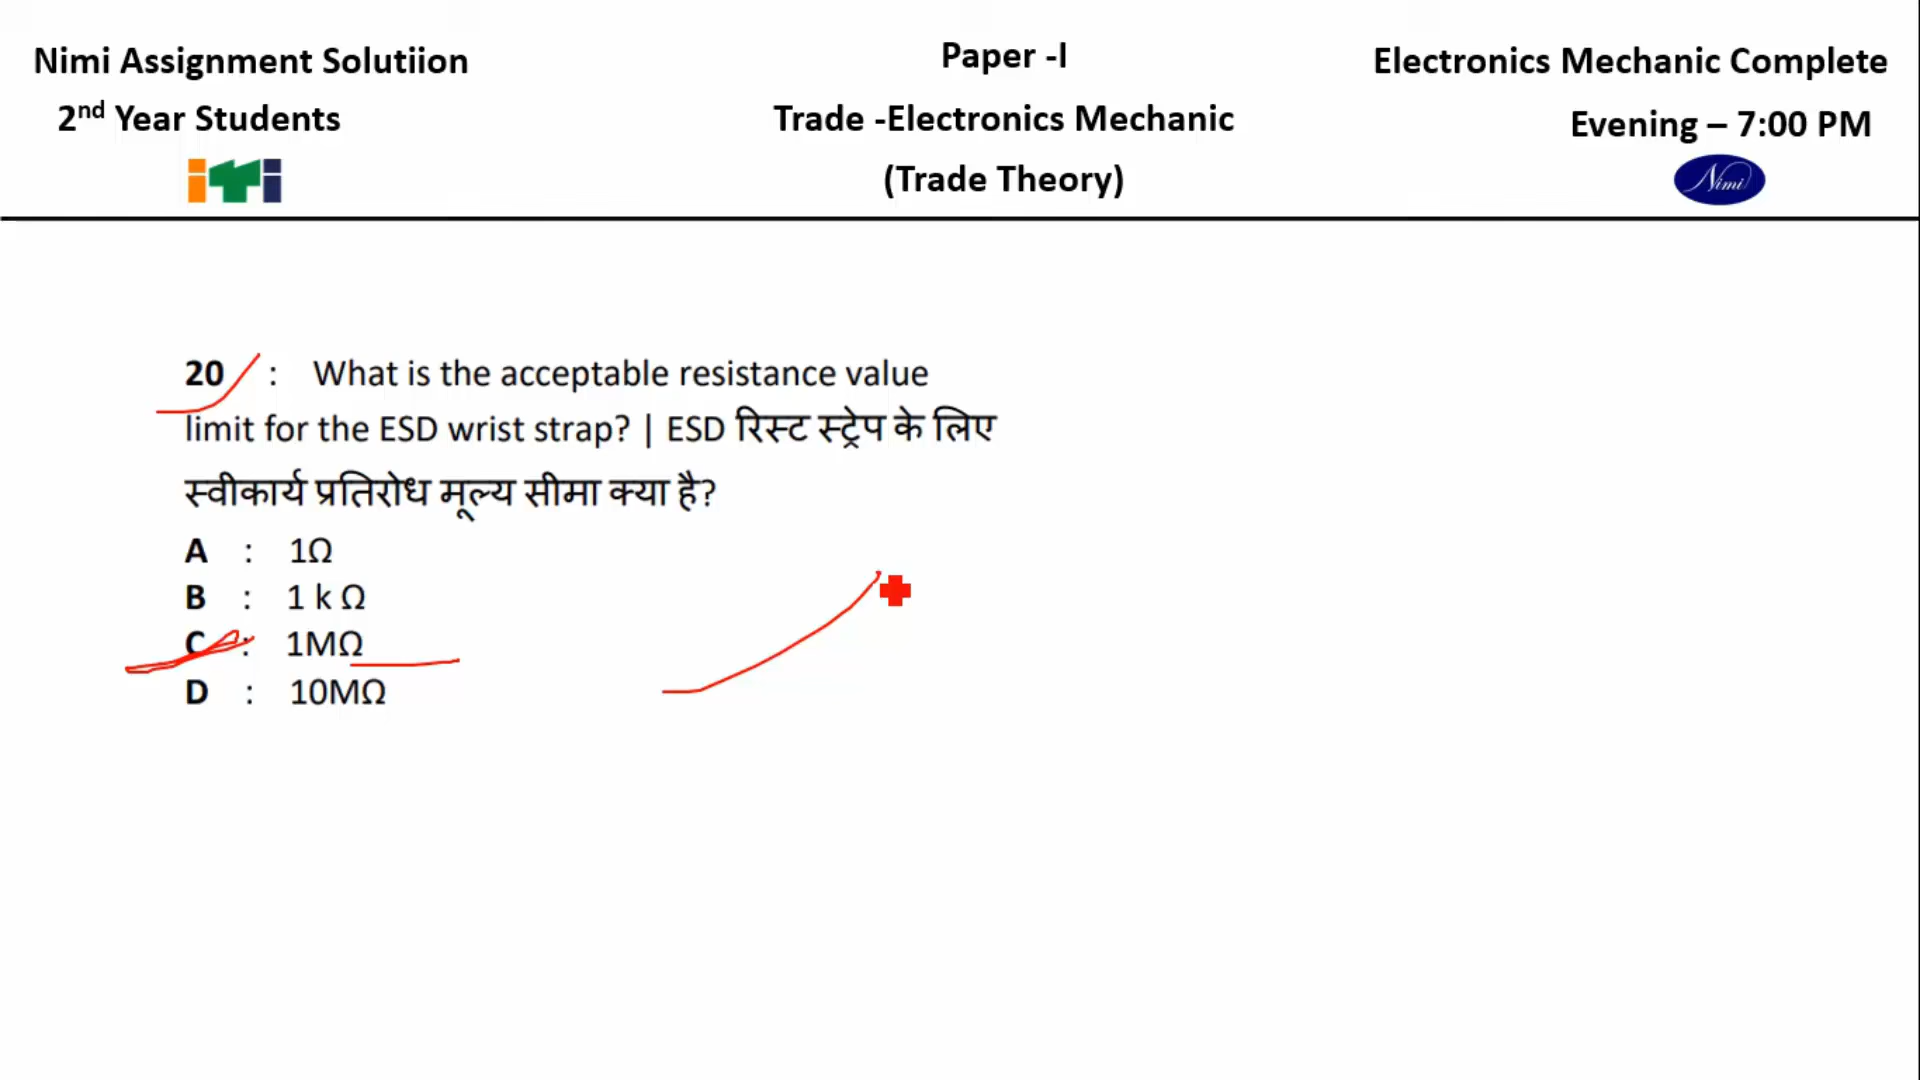 Nimi Assignment Solutiion
2nd Year Students
iTi
Paper -I
Trade -Electronics Mechanic
(Trade Theory)
Electronics Mechanic Complete
Evening – 7:00 PM
Nimi
20 : What is the acceptable resistance value
limit for the ESD wrist strap? | ESD रिस्ट स्ट्रेप के लिए
स्वीकार्य प्रतिरोध मूल्य सीमा क्या है?
A : 1Ω
B : 1 k Ω
C : 1MΩ
D : 10MΩ